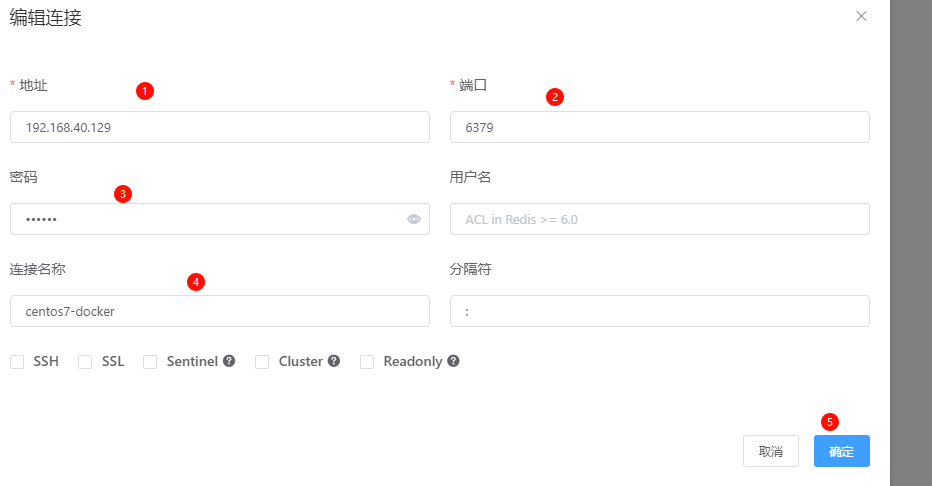 编辑连接
* 地址
1
* 端口
2
192.168.40.129
6379
密码
3
用户名
••••••
ACL in Redis >= 6.0
连接名称
4
分隔符
centos7-docker
:
SSH SSL Sentinel ? Cluster ? Readonly ?
5
取消 确定